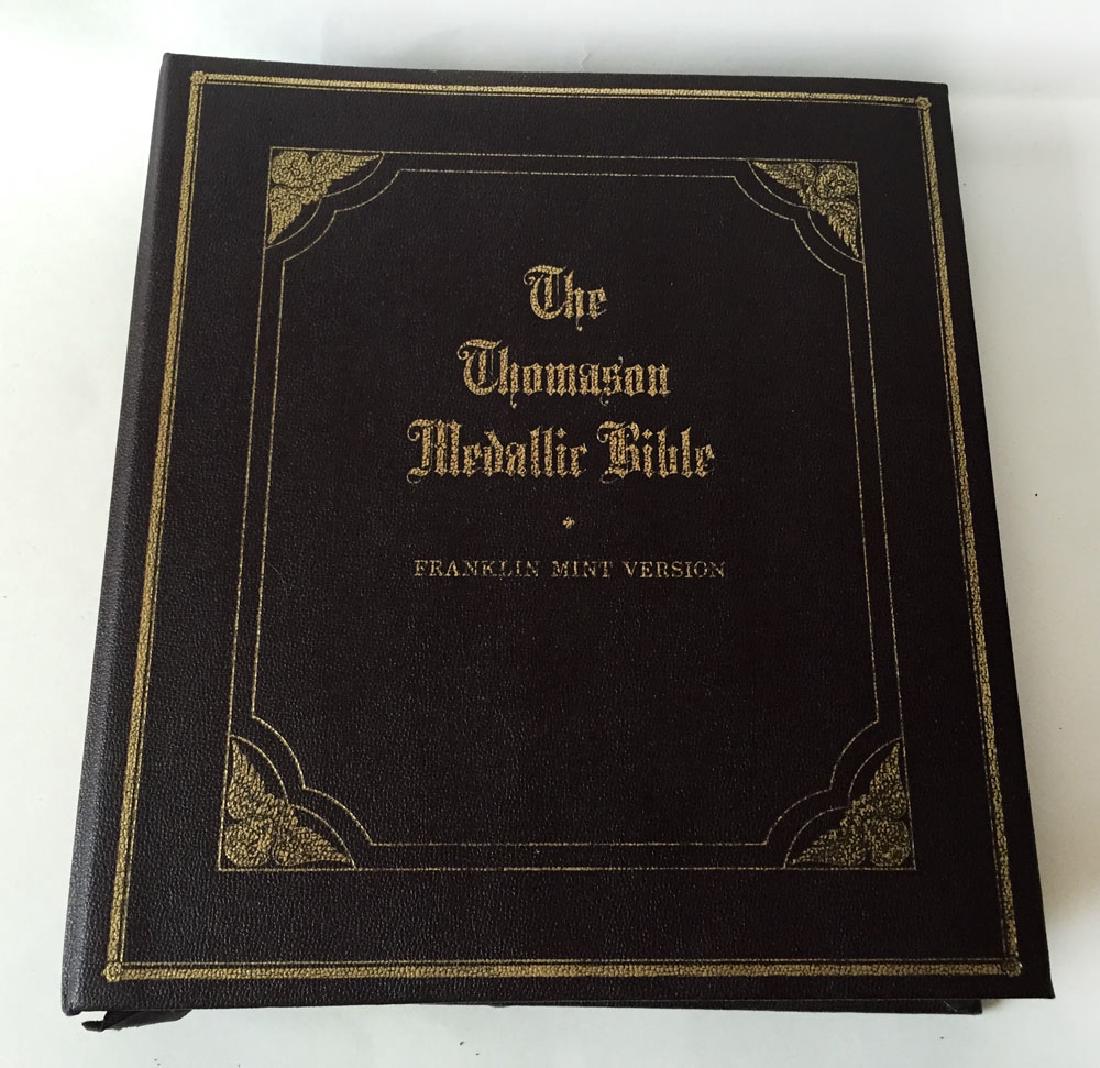 The
Thomason
Medallic Bible
FRANKLIN MINT VERSION